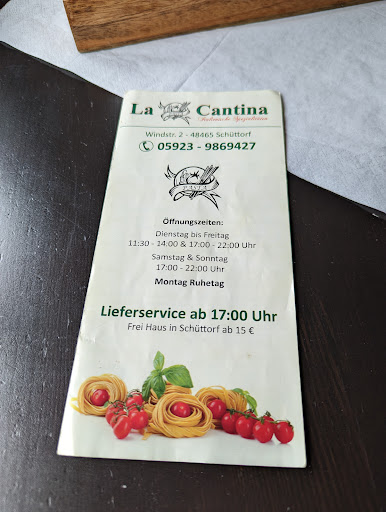 La Cantina
Italienische Spezialitäten
Windstr. 2 - 48465 Schüttorf
05923 - 9869427
PASTA
Öffnungszeiten:
Dienstag bis Freitag
11:30 - 14:00 & 17:00 - 22:00 Uhr
Samstag & Sonntag
17:00 - 22:00 Uhr
Montag Ruhetag
Lieferservice ab 17:00 Uhr
Frei Haus in Schüttorf ab 15 €